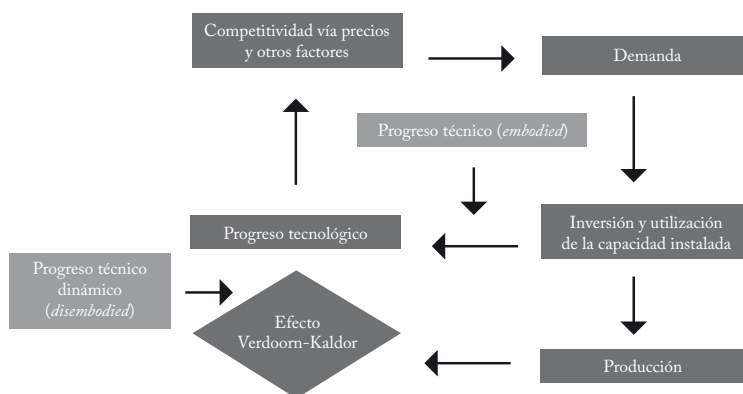 Competitividad vía precios
y otros factores
Demanda
Progreso técnico (embodied)
Progreso tecnológico
Inversión y utilización
de la capacidad instalada
Progreso técnico
dinámico
(disembodied)
Efecto
Verdoorn-Kaldor
Producción